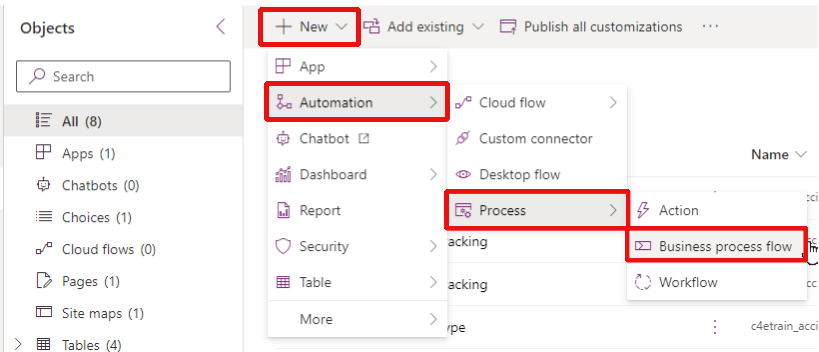 Objects
Search
All (8)
Apps (1)
Chatbots (0)
Choices (1)
Cloud flows (0)
Pages (1)
Site maps (1)
Tables (4)
New
Add existing
Publish all customizations
App
Automation
Chatbot
Dashboard
Report
Security
Table
More
Cloud flow
Custom connector
Desktop flow
Process
Action
Business process flow
Workflow
Name
acking
acking
ype
c4etrain_acci